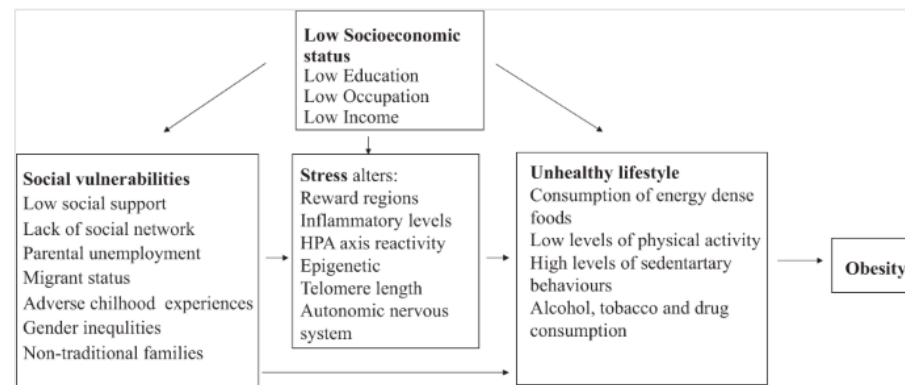 Low Socioeconomic
status
Low Education
Low Occupation
Low Income
Social vulnerabilities
Low social support
Lack of social network
Parental unemployment
Migrant status
Adverse chilhood experiences
Gender inequlities
Non-traditional families
Stress alters:
Reward regions
Inflammatory levels
HPA axis reactivity
Epigenetic
Telomere length
Autonomic nervous
system
Unhealthy lifestyle
Consumption of energy dense
foods
Low levels of physical activity
High levels of sedentartary
behaviours
Alcohol, tobacco and drug
consumption
Obesity